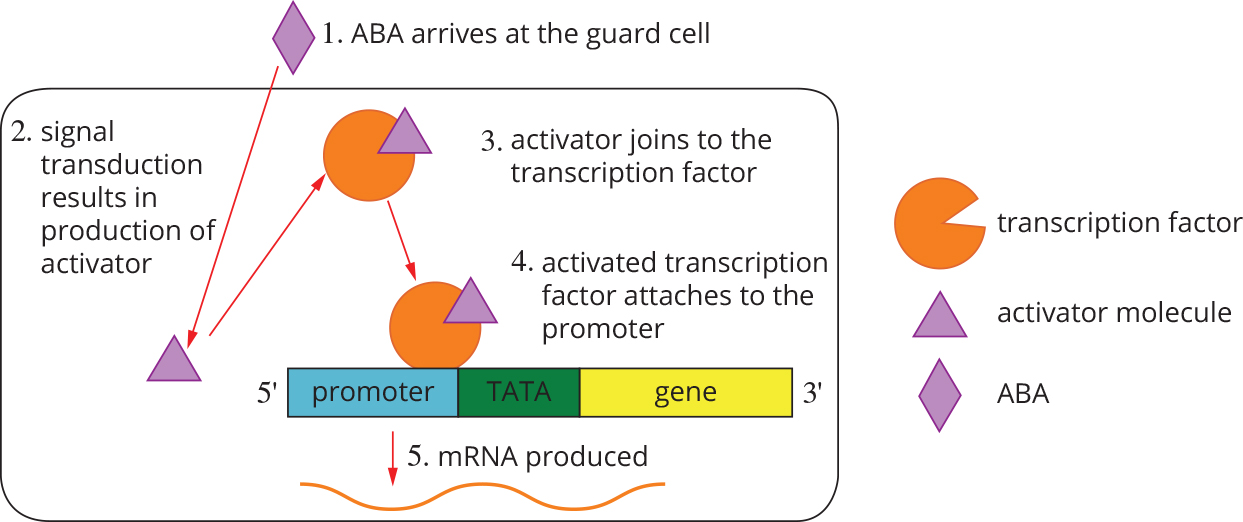 1. ABA arrives at the guard cell
2. signal
transduction
results in
production of
activator
3. activator joins to the
transcription factor
4. activated transcription
factor attaches to the
promoter
5' promoter TATA gene 3'
5. mRNA produced
transcription factor
activator molecule
ABA